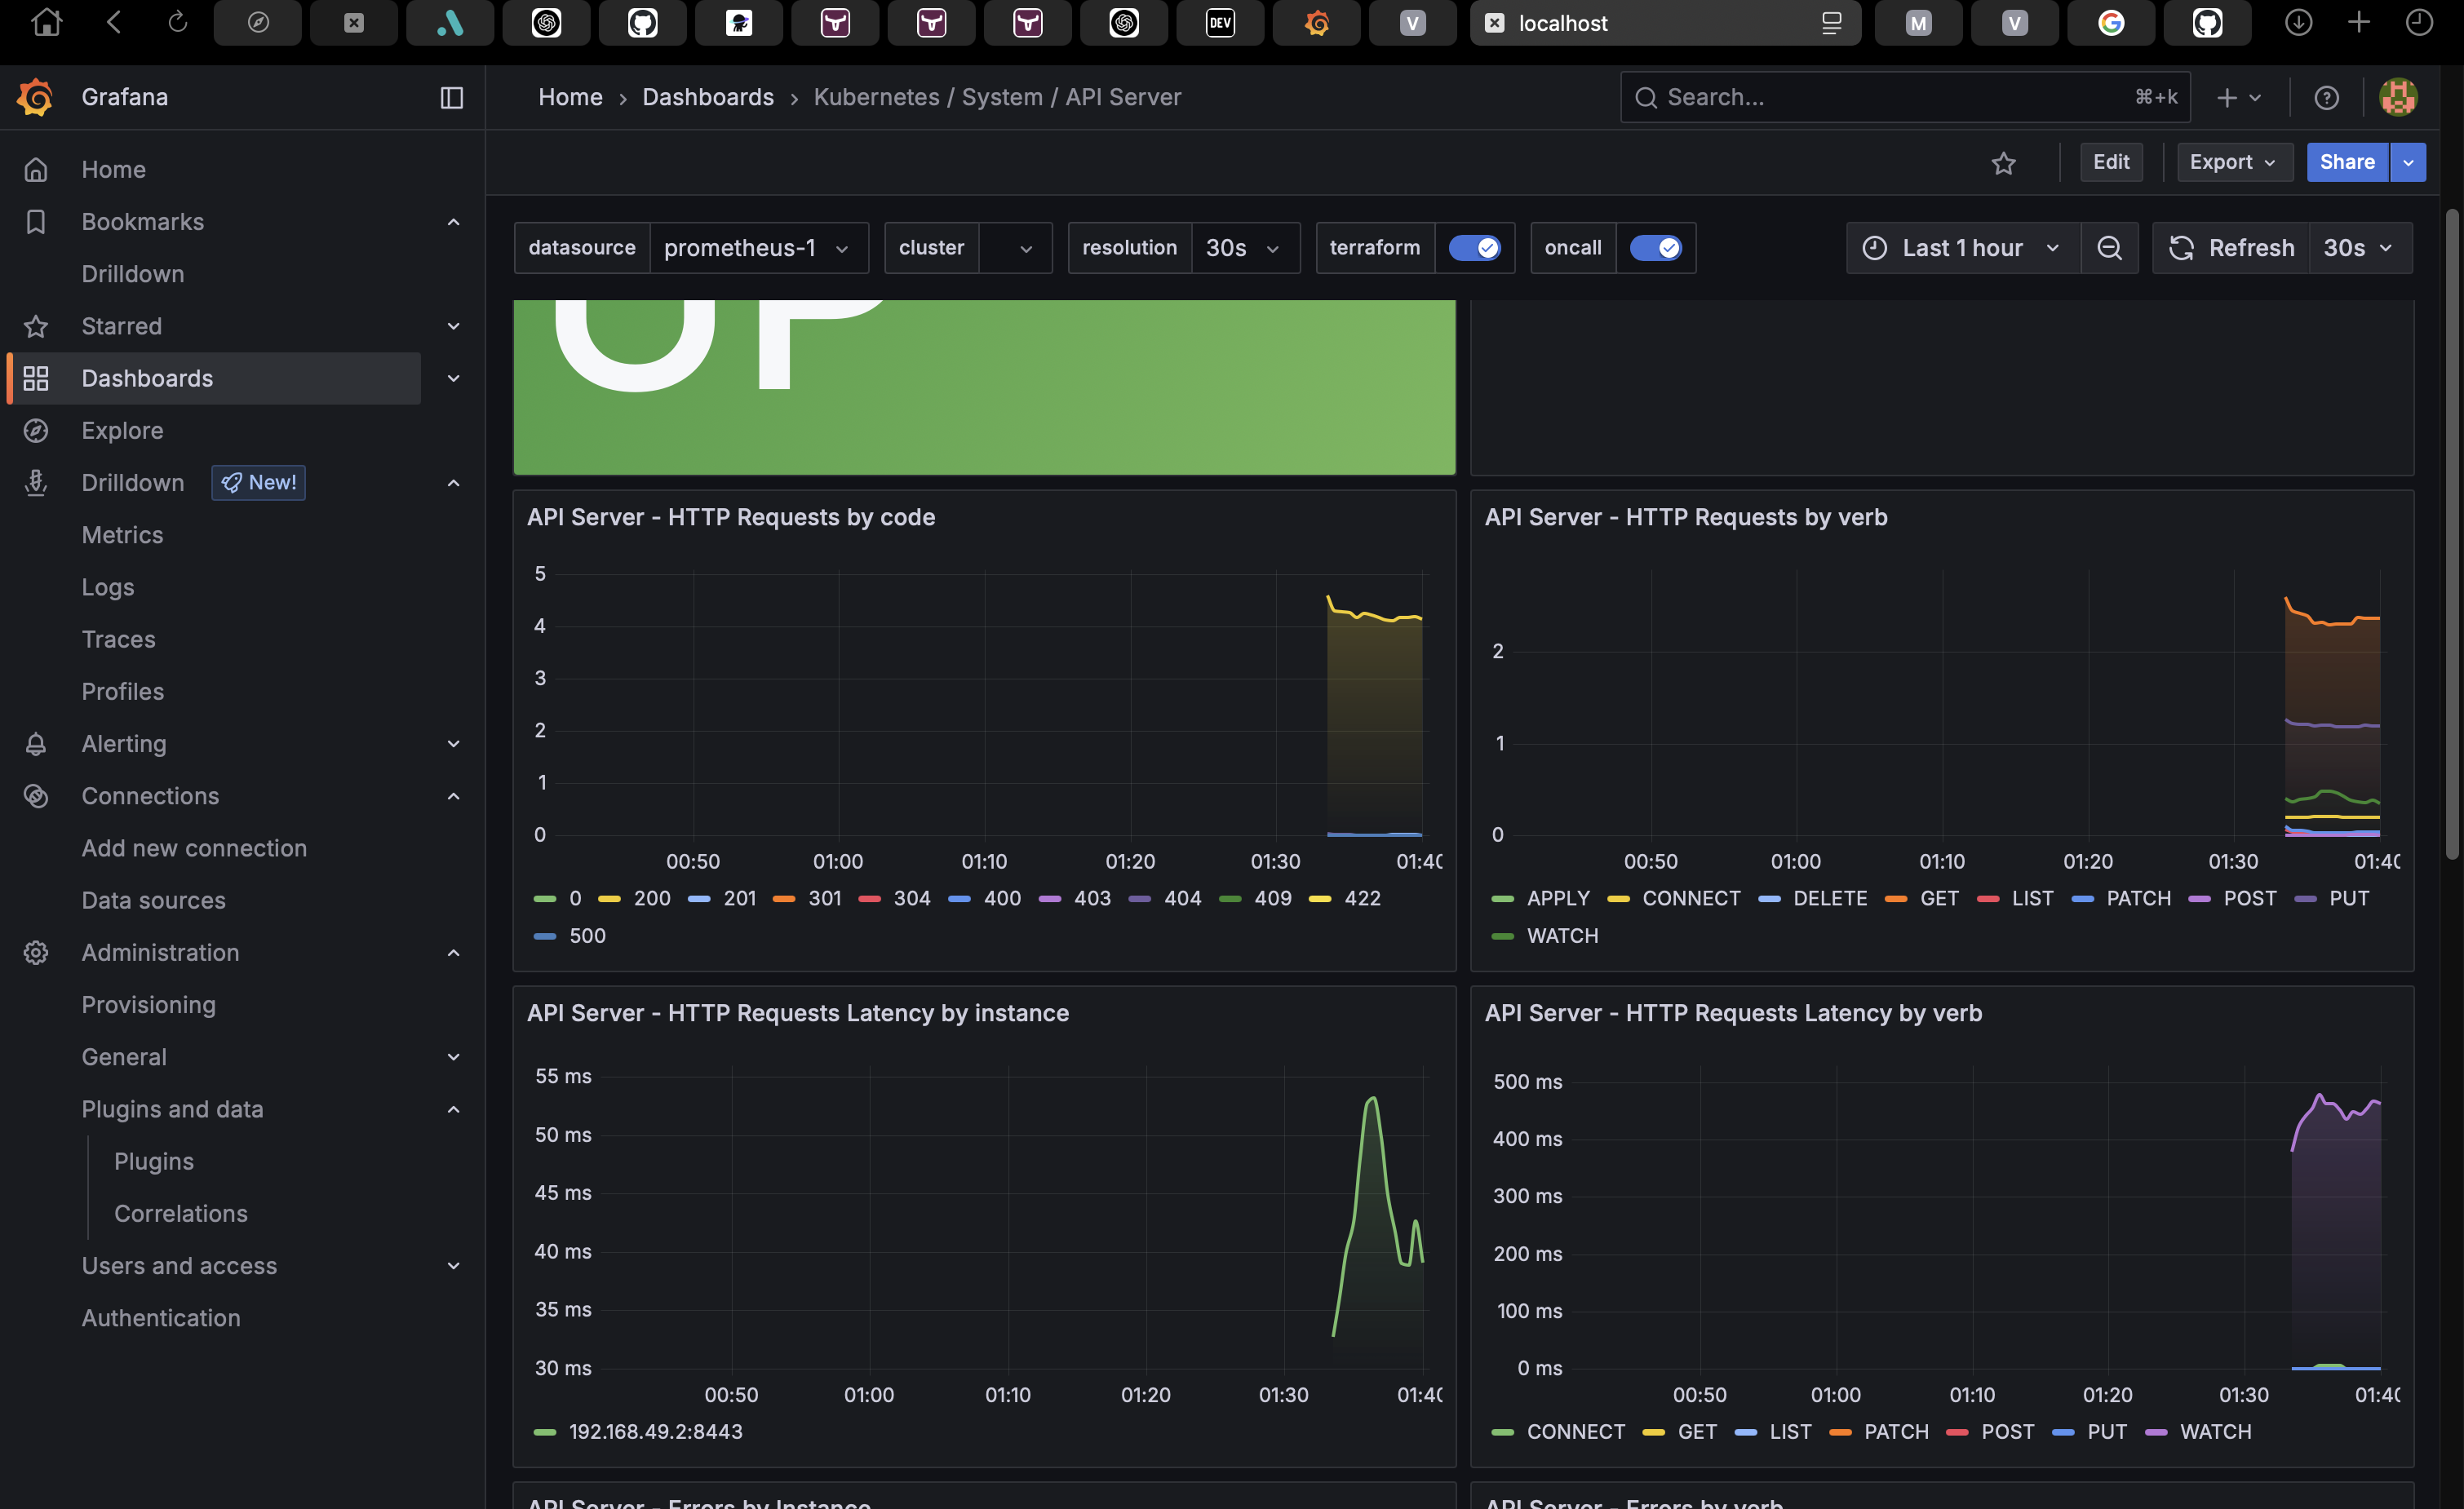 DEV
V
localhost
M
V
Grafana
Home › Dashboards › Kubernetes / System / API Server
Search...
⌘+k
Edit
Export
Share
Home
Bookmarks
Drilldown
Starred
Dashboards
Explore
Drilldown New!
Metrics
Logs
Traces
Profiles
Alerting
Connections
Add new connection
Data sources
Administration
Provisioning
General
Plugins and data
Plugins
Correlations
Users and access
Authentication
datasource prometheus-1
cluster
resolution 30s
terraform
oncall
Last 1 hour
Refresh 30s
UP
API Server - HTTP Requests by code
5
4
3
2
1
0
00:50 01:00 01:10 01:20 01:30 01:40
0 200 201 301 304 400 403 404 409 422
500
API Server - HTTP Requests by verb
2
1
0
00:50 01:00 01:10 01:20 01:30 01:40
APPLY CONNECT DELETE GET LIST PATCH POST PUT
WATCH
API Server - HTTP Requests Latency by instance
55 ms
50 ms
45 ms
40 ms
35 ms
30 ms
00:50 01:00 01:10 01:20 01:30 01:40
192.168.49.2:8443
API Server - HTTP Requests Latency by verb
500 ms
400 ms
300 ms
200 ms
100 ms
0 ms
00:50 01:00 01:10 01:20 01:30 01:40
CONNECT GET LIST PATCH POST PUT WATCH
API Server - Errors by Instance
API Server - Errors by verb